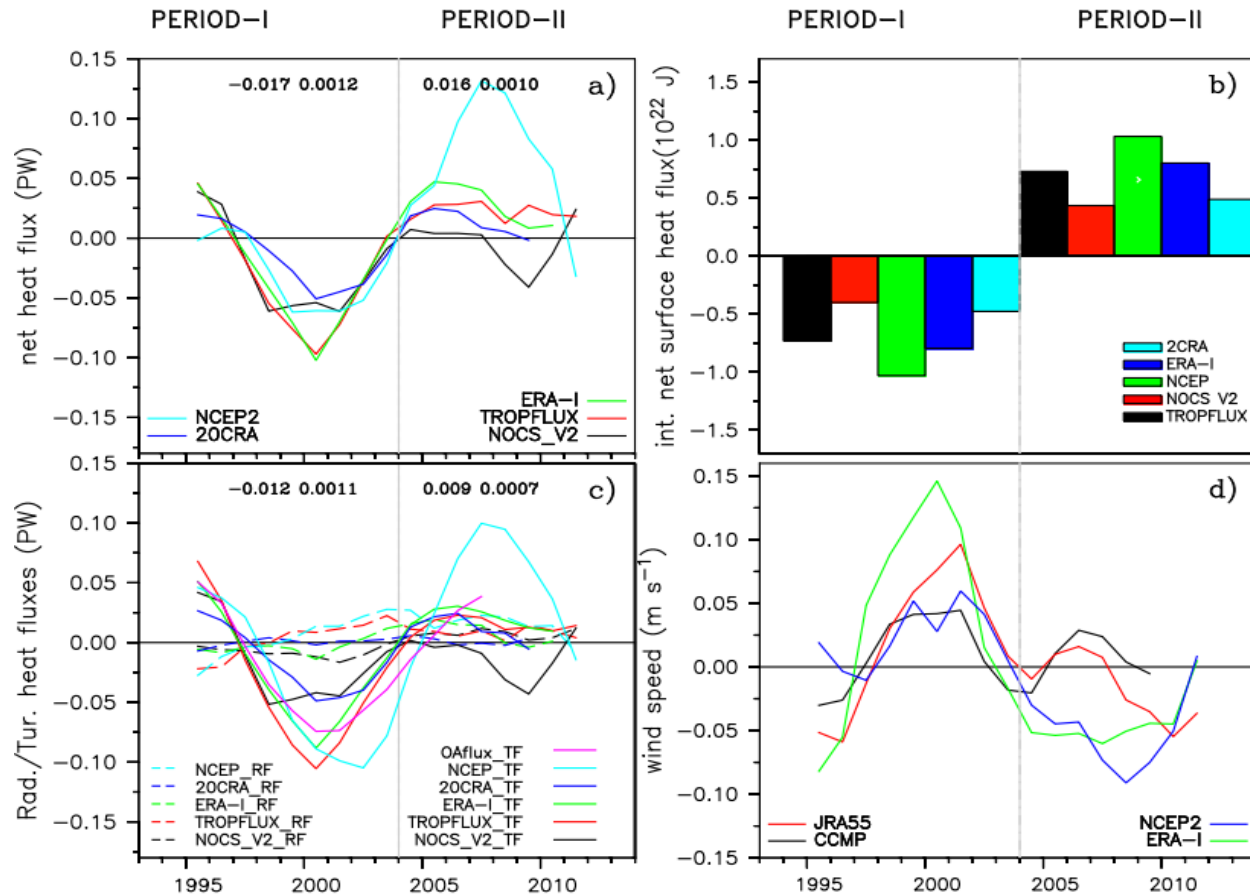 PERIOD-I PERIOD-II PERIOD-I PERIOD-II
a)
-0.017 0.0012 0.016 0.0010
net heat flux (PW)
0.15
0.10
0.05
0.00
-0.05
-0.10
-0.15
NCEP2
20CRA
ERA-I
TROPFLUX
NOCS_V2
b)
int. net surface heat flux(10²² J)
1.5
1.0
0.5
0.0
-0.5
-1.0
-1.5
2CRA
ERA-I
NCEP
NOCS V2
TROPFLUX
c)
-0.012 0.0011 0.009 0.0007
Rad./Tur. heat fluxes (PW)
0.15
0.10
0.05
0.00
-0.05
-0.10
-0.15
NCEP_RF
20CRA_RF
ERA-I_RF
TROPFLUX_RF
NOCS_V2_RF
OAflux_TF
NCEP_TF
20CRA_TF
ERA-I_TF
TROPFLUX_TF
NOCS_V2_TF
1995 2000 2005 2010
d)
wind speed (m s⁻¹)
0.15
0.10
0.05
0.00
-0.05
-0.10
-0.15
JRA55
CCMP
NCEP2
ERA-I
1995 2000 2005 2010